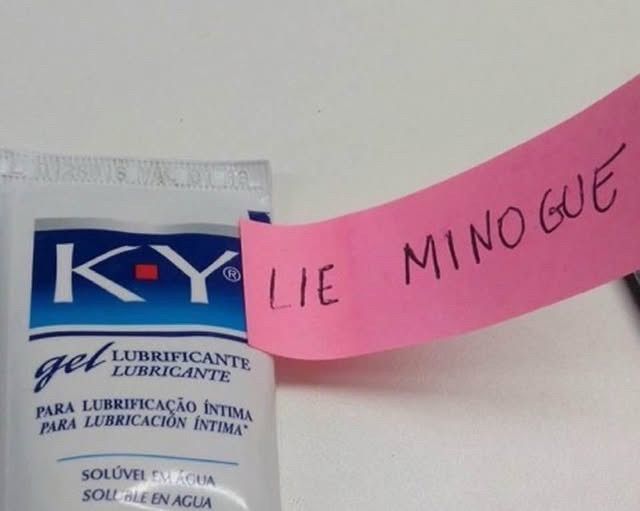 K·Y® LIE MINOGUE
gel LUBRIFICANTE
LUBRICANTE
PARA LUBRIFICAÇÃO ÍNTIMA
PARA LUBRICACIÓN ÍNTIMA*
SOLÚVEL EM ÁGUA
SOLUBLE EN AGUA